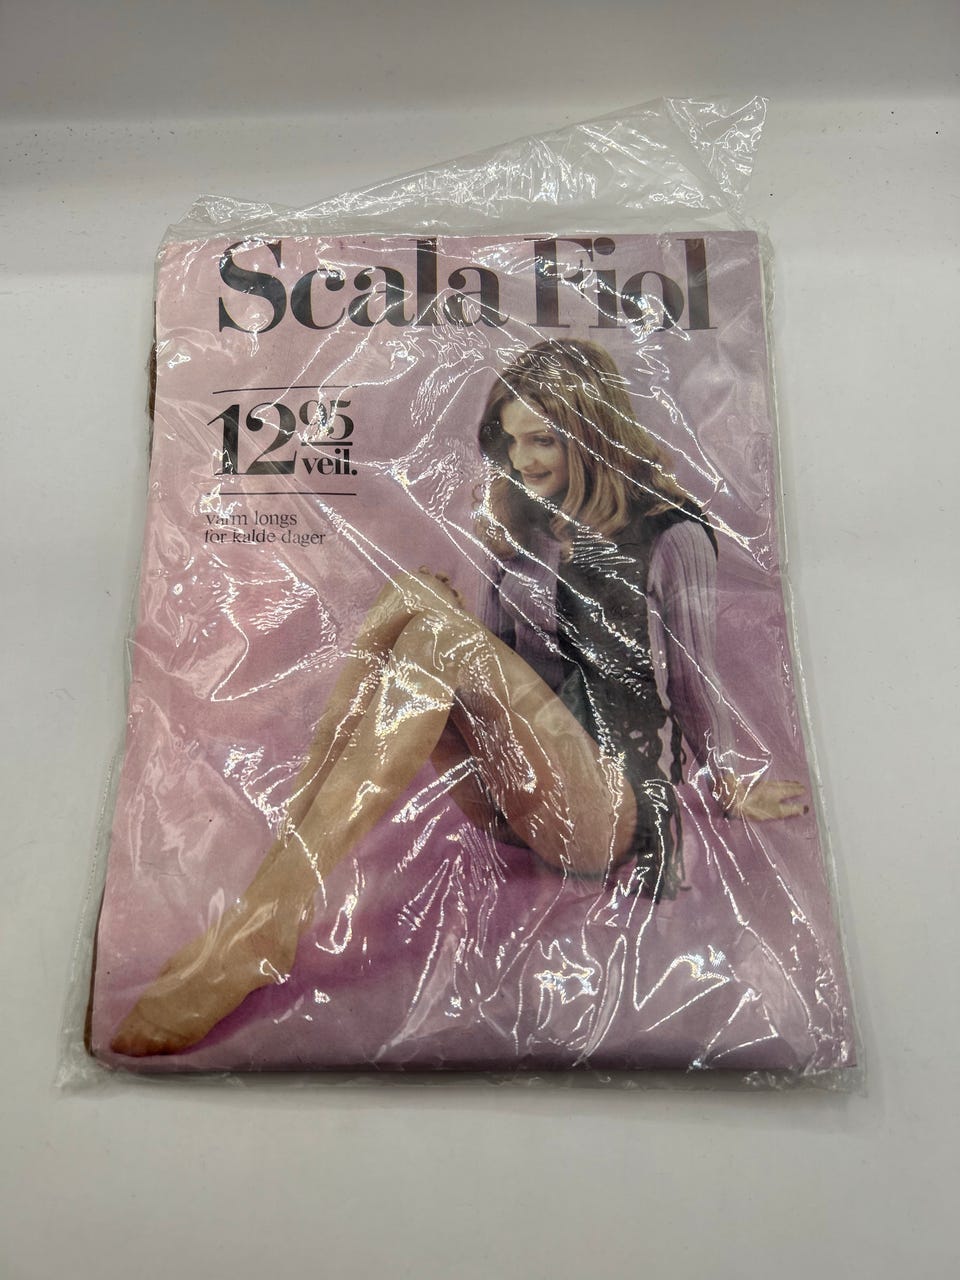 Scala Fiol
12 95
veil.
varm longs
for kalde dager